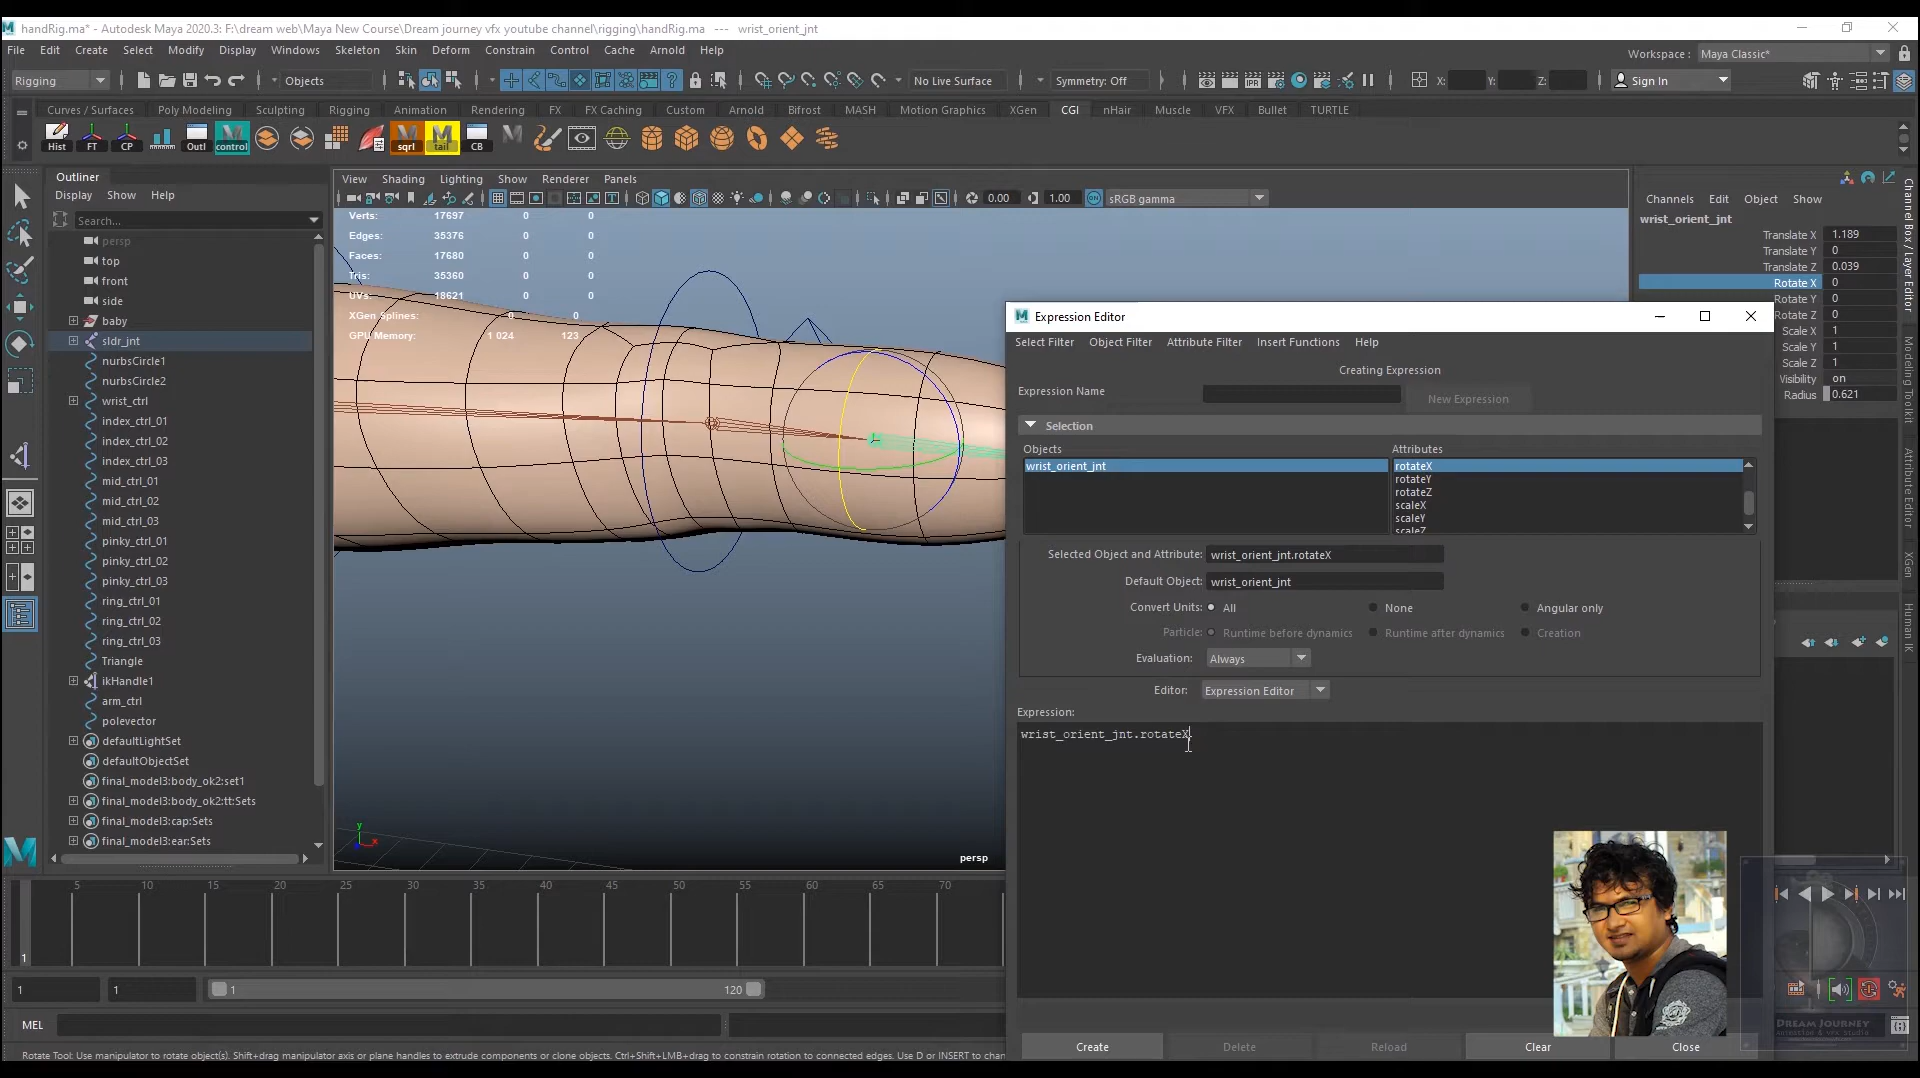 handRig.ma* - Autodesk Maya 2020.3: F:\dream web\Maya New Course\Dream journey vfx youtube channel\rigging\handRig.ma --- wrist_orient_jnt
File Edit Create Select Modify Display Windows Skeleton Skin Deform Constrain Control Cache Arnold Help
Workspace : Maya Classic*
Rigging Objects No Live Surface Symmetry: Off X: Y: Z: Sign In
Curves / Surfaces Poly Modeling Sculpting Rigging Animation Rendering FX FX Caching Custom Arnold Bifrost MASH Motion Graphics XGen CGI nHair Muscle VFX Bullet TURTLE
Hist FT CP Outl control sqrl tail CB
Outliner
Display Show Help
Search...
persp
top
front
side
baby
sldr_jnt
nurbsCircle1
nurbsCircle2
wrist_ctrl
index_ctrl_01
index_ctrl_02
index_ctrl_03
mid_ctrl_01
mid_ctrl_02
mid_ctrl_03
pinky_ctrl_01
pinky_ctrl_02
pinky_ctrl_03
ring_ctrl_01
ring_ctrl_02
ring_ctrl_03
Triangle
ikHandle1
arm_ctrl
polevector
defaultLightSet
defaultObjectSet
final_model3:body_ok2:set1
final_model3:body_ok2:tt:Sets
final_model3:cap:Sets
final_model3:ear:Sets
View Shading Lighting Show Renderer Panels
0.00 1.00 sRGB gamma
Verts: 17697 0 0
Edges: 35376 0 0
Faces: 17680 0 0
Tris: 35360 0 0
UVs: 18621 0 0
XGen Splines: 0 0
GPU Memory: 1 024 123
y
x
persp
Channels Edit Object Show
wrist_orient_jnt
Translate X 1.189
Translate Y 0
Translate Z 0.039
Rotate X 0
Rotate Y 0
Rotate Z 0
Scale X 1
Scale Y 1
Scale Z 1
Visibility on
Radius 0.621
Channel Box / Layer Editor
Modeling Toolkit
Attribute Editor
XGen
Human IK
Expression Editor
Select Filter Object Filter Attribute Filter Insert Functions Help
Creating Expression
Expression Name New Expression
Selection
Objects Attributes
wrist_orient_jnt rotateX
rotateY
rotateZ
scaleX
scaleY
scaleZ
Selected Object and Attribute: wrist_orient_jnt.rotateX
Default Object: wrist_orient_jnt
Convert Units: All None Angular only
Particle: Runtime before dynamics Runtime after dynamics Creation
Evaluation: Always
Editor: Expression Editor
Expression:
wrist_orient_jnt.rotateX
Create Delete Reload Clear Close
5 10 15 20 25 30 35 40 45 50 55 60 65 70
1
1 1 1 120
MEL
DREAM JOURNEY
Rotate Tool: Use manipulator to rotate object(s). Shift+drag manipulator axis or plane handles to extrude components or clone objects. Ctrl+Shift+LMB+drag to constrain rotation to connected edges. Use D or INSERT to chan